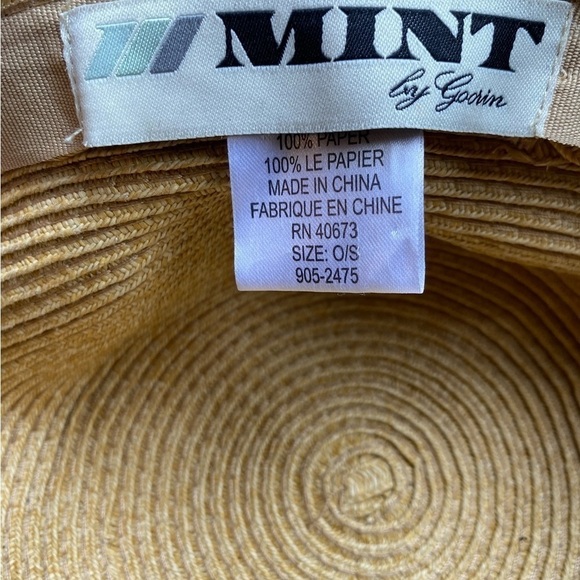 MINT
by Goorin
100% PAPER
100% LE PAPIER
MADE IN CHINA
FABRIQUE EN CHINE
RN 40673
SIZE: O/S
905-2475